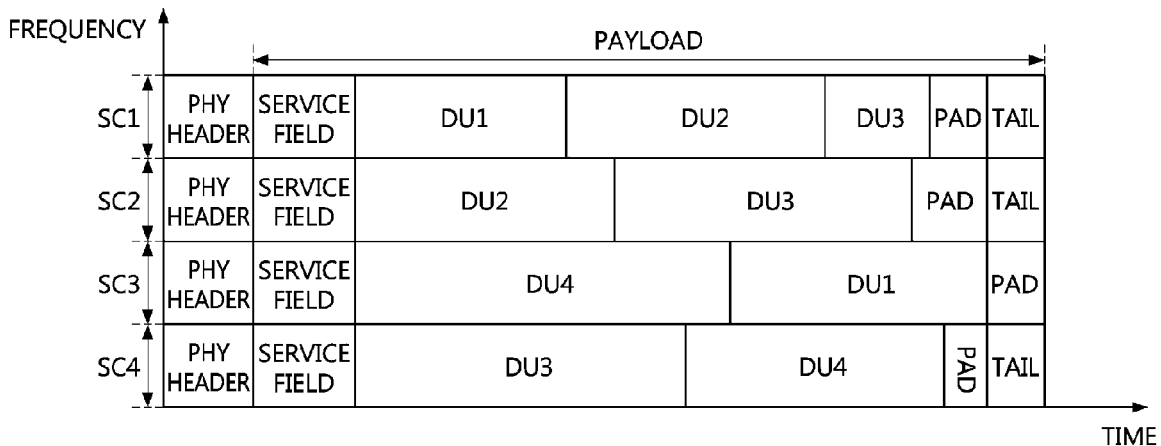 FREQUENCY
PAYLOAD
SC1
PHY
HEADER
SERVICE
FIELD
DU1
DU2
DU3
PAD
TAIL
SC2
PHY
HEADER
SERVICE
FIELD
DU2
DU3
PAD
TAIL
SC3
PHY
HEADER
SERVICE
FIELD
DU4
DU1
PAD
SC4
PHY
HEADER
SERVICE
FIELD
DU3
DU4
PAD
TAIL
TIME